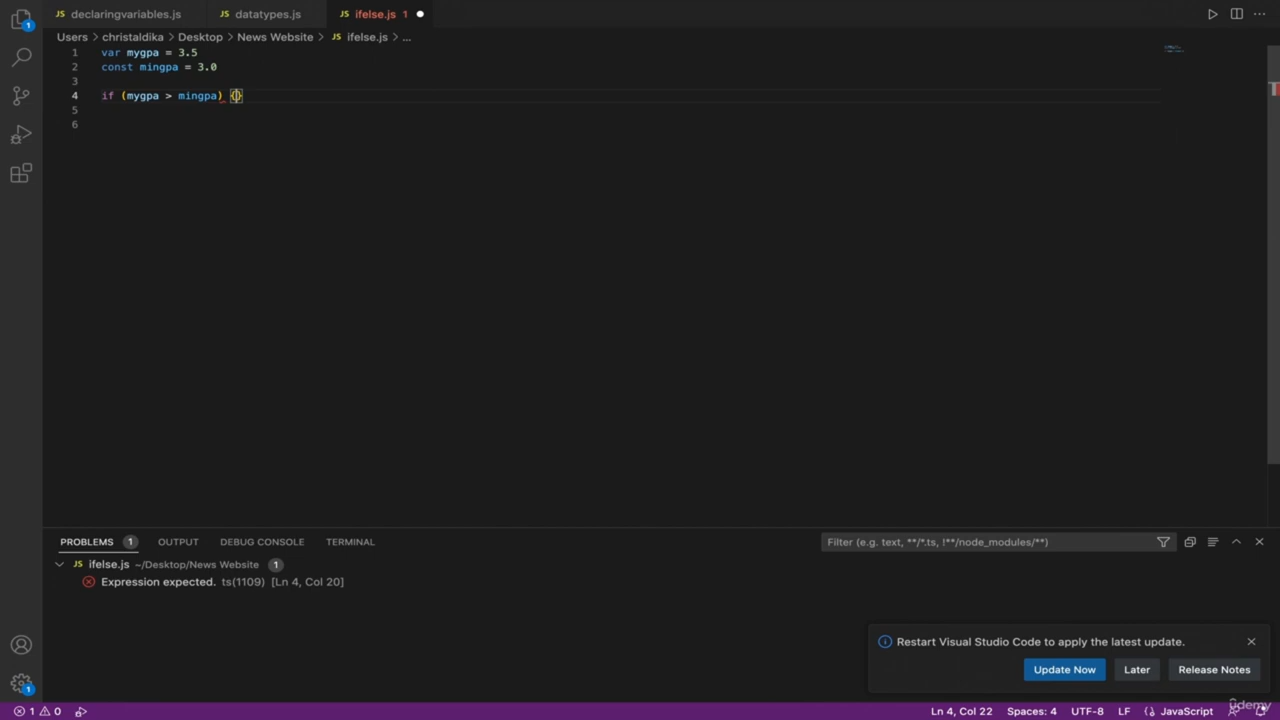 1
JS declaringvariables.js
JS datatypes.js
JS ifelse.js 1
Users > christaldika > Desktop > News Website > JS ifelse.js > ...
1 var mygpa = 3.5
2 const mingpa = 3.0
3
4 if (mygpa > mingpa) {}
5
6
PROBLEMS 1
OUTPUT
DEBUG CONSOLE
TERMINAL
Filter (e.g. text, **/*.ts, !**/node_modules/**)
JS ifelse.js ~/Desktop/News Website 1
Expression expected. ts(1109) [Ln 4, Col 20]
Restart Visual Studio Code to apply the latest update.
Update Now
Later
Release Notes
1
1 0
Ln 4, Col 22
Spaces: 4
UTF-8
LF
{} JavaScript
Udemy